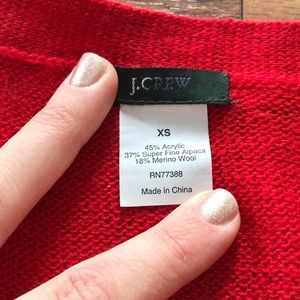 J.CREW
XS
45% Acrylic
37% Super Fine Alpaca
18% Merino Wool
RN77388
Made in China